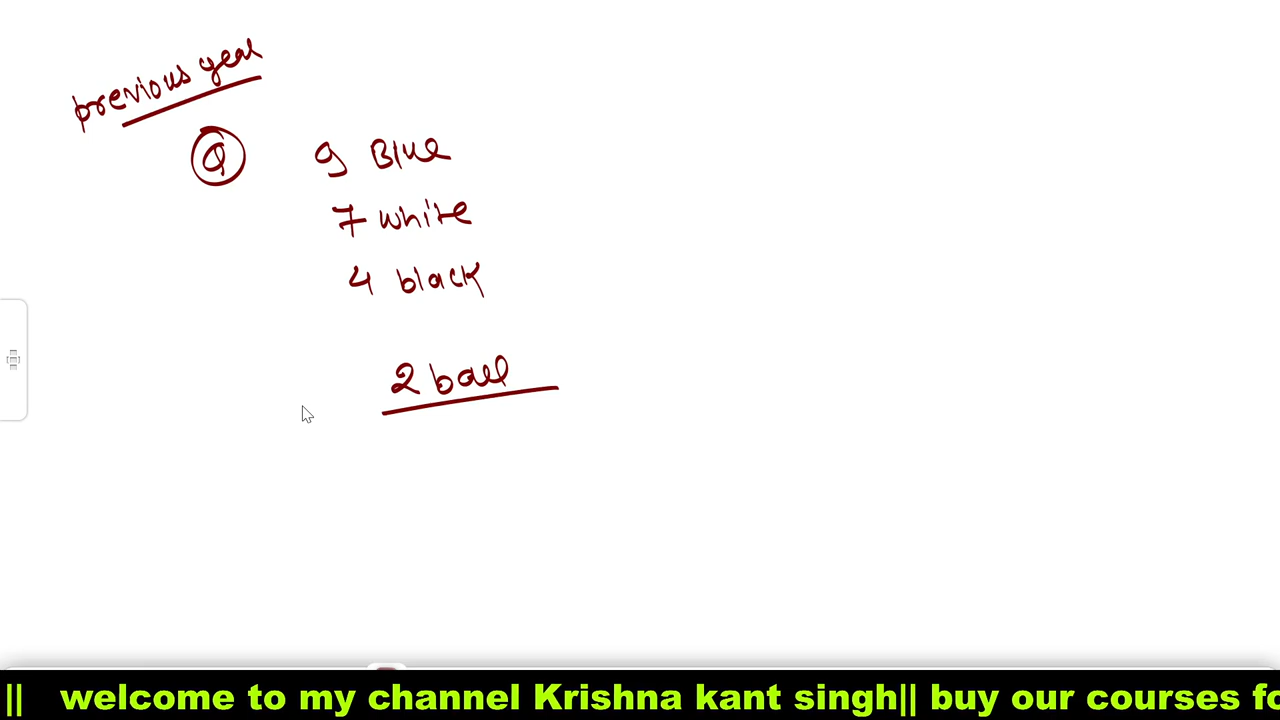 previous year
Q 9 Blue
7 white
4 black
2 ball
|| welcome to my channel Krishna kant singh|| buy our courses fo